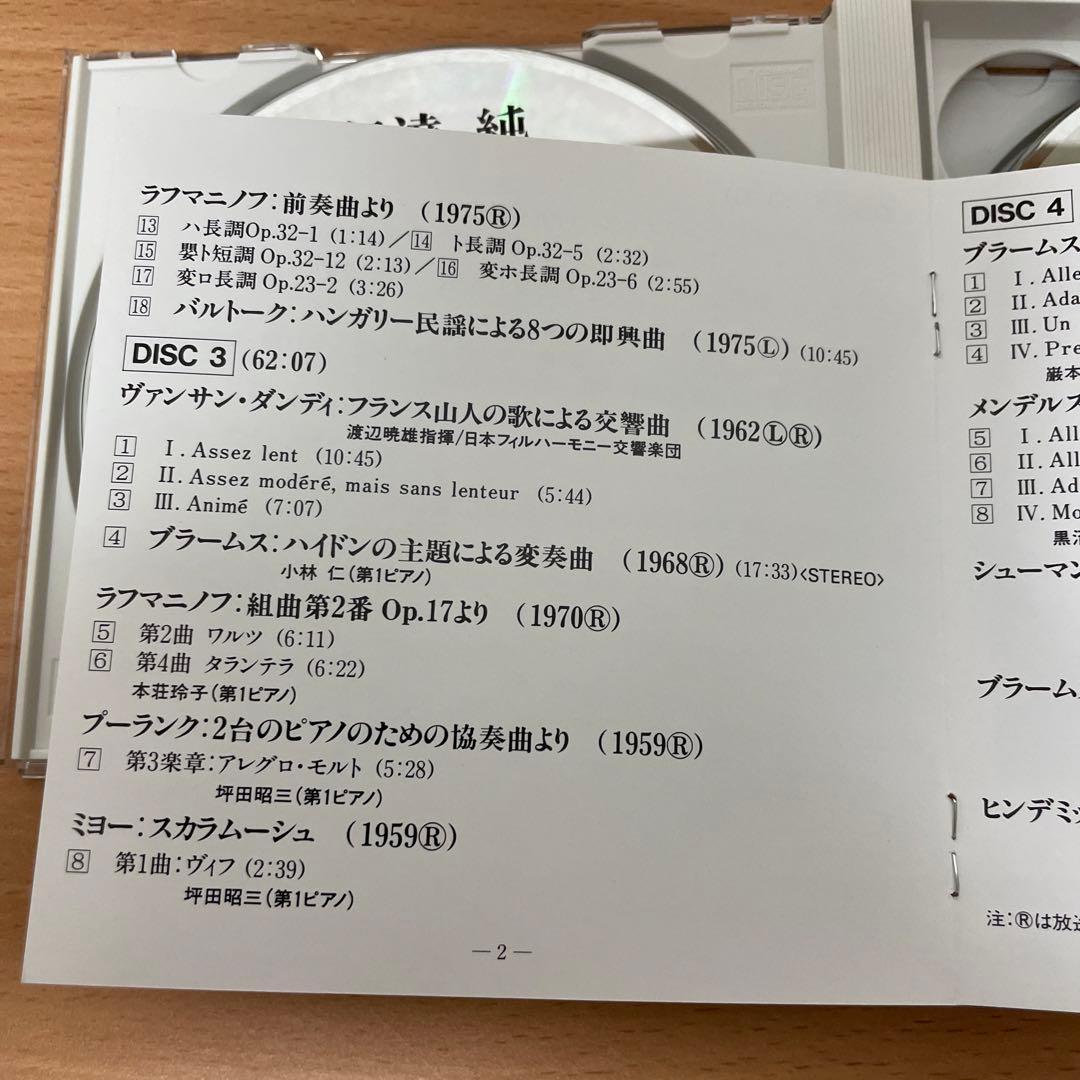 純
ラフマニノフ：前奏曲より （1975Ⓡ）
13 ハ長調Op.32-1 (1：14)／14 ト長調 Op.32-5 (2：32)
15 嬰ト短調 Op.32-12 (2：13)／16 変ホ長調 Op.23-6 (2：55)
17 変ロ長調 Op.23-2 (3：26)
18 バルトーク：ハンガリー民謡による8つの即興曲 （1975Ⓛ）(10：45)
DISC 3 (62：07)
ヴァンサン・ダンディ：フランス山人の歌による交響曲 （1962ⓁⓇ）
渡辺暁雄指揮/日本フィルハーモニー交響楽団
1 Ⅰ. Assez lent (10：45)
2 Ⅱ. Assez modéré, mais sans lenteur (5：44)
3 Ⅲ. Animé (7：07)
4 ブラームス：ハイドンの主題による変奏曲 （1968Ⓡ）(17：33)<STEREO>
小林 仁（第1ピアノ）
ラフマニノフ：組曲第2番 Op.17より （1970Ⓡ）
5 第2曲 ワルツ (6：11)
6 第4曲 タランテラ (6：22)
本荘玲子（第1ピアノ）
プーランク：2台のピアノのための協奏曲より （1959Ⓡ）
7 第3楽章：アレグロ・モルト (5：28)
坪田昭三（第1ピアノ）
ミヨー：スカラムーシュ （1959Ⓡ）
8 第1曲：ヴィフ (2：39)
坪田昭三（第1ピアノ）
― 2 ―
DISC 4
ブラームス
1 Ⅰ. Alle
2 Ⅱ. Ada
3 Ⅲ. Un
4 Ⅳ. Pre
巌本
メンデルス
5 Ⅰ. All
6 Ⅱ. All
7 Ⅲ. Ad
8 Ⅳ. Mo
黒沼
シューマン
ブラーム
ヒンデミ
注：Ⓡは放送